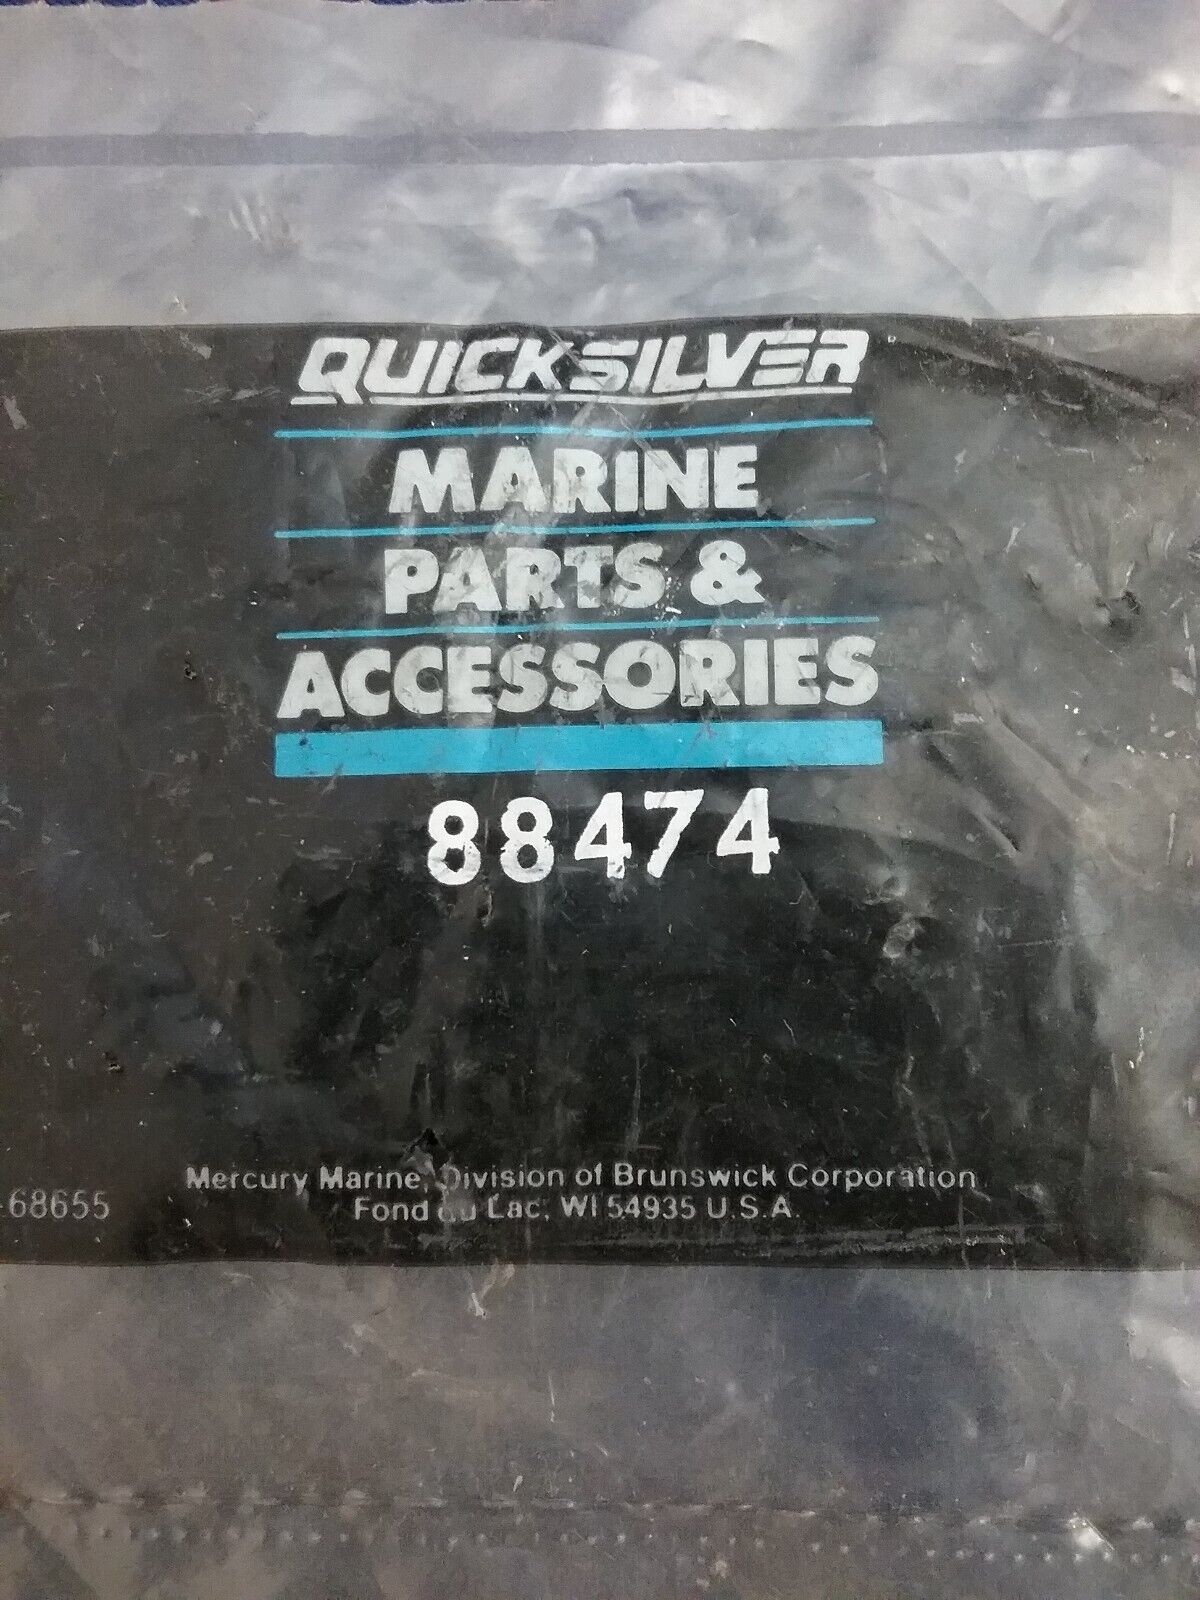 QUICKSILVER
MARINE
PARTS &
ACCESSORIES
88474
Mercury Marine, Division of Brunswick Corporation
Fond du Lac, WI 54935 U.S.A.
-68655